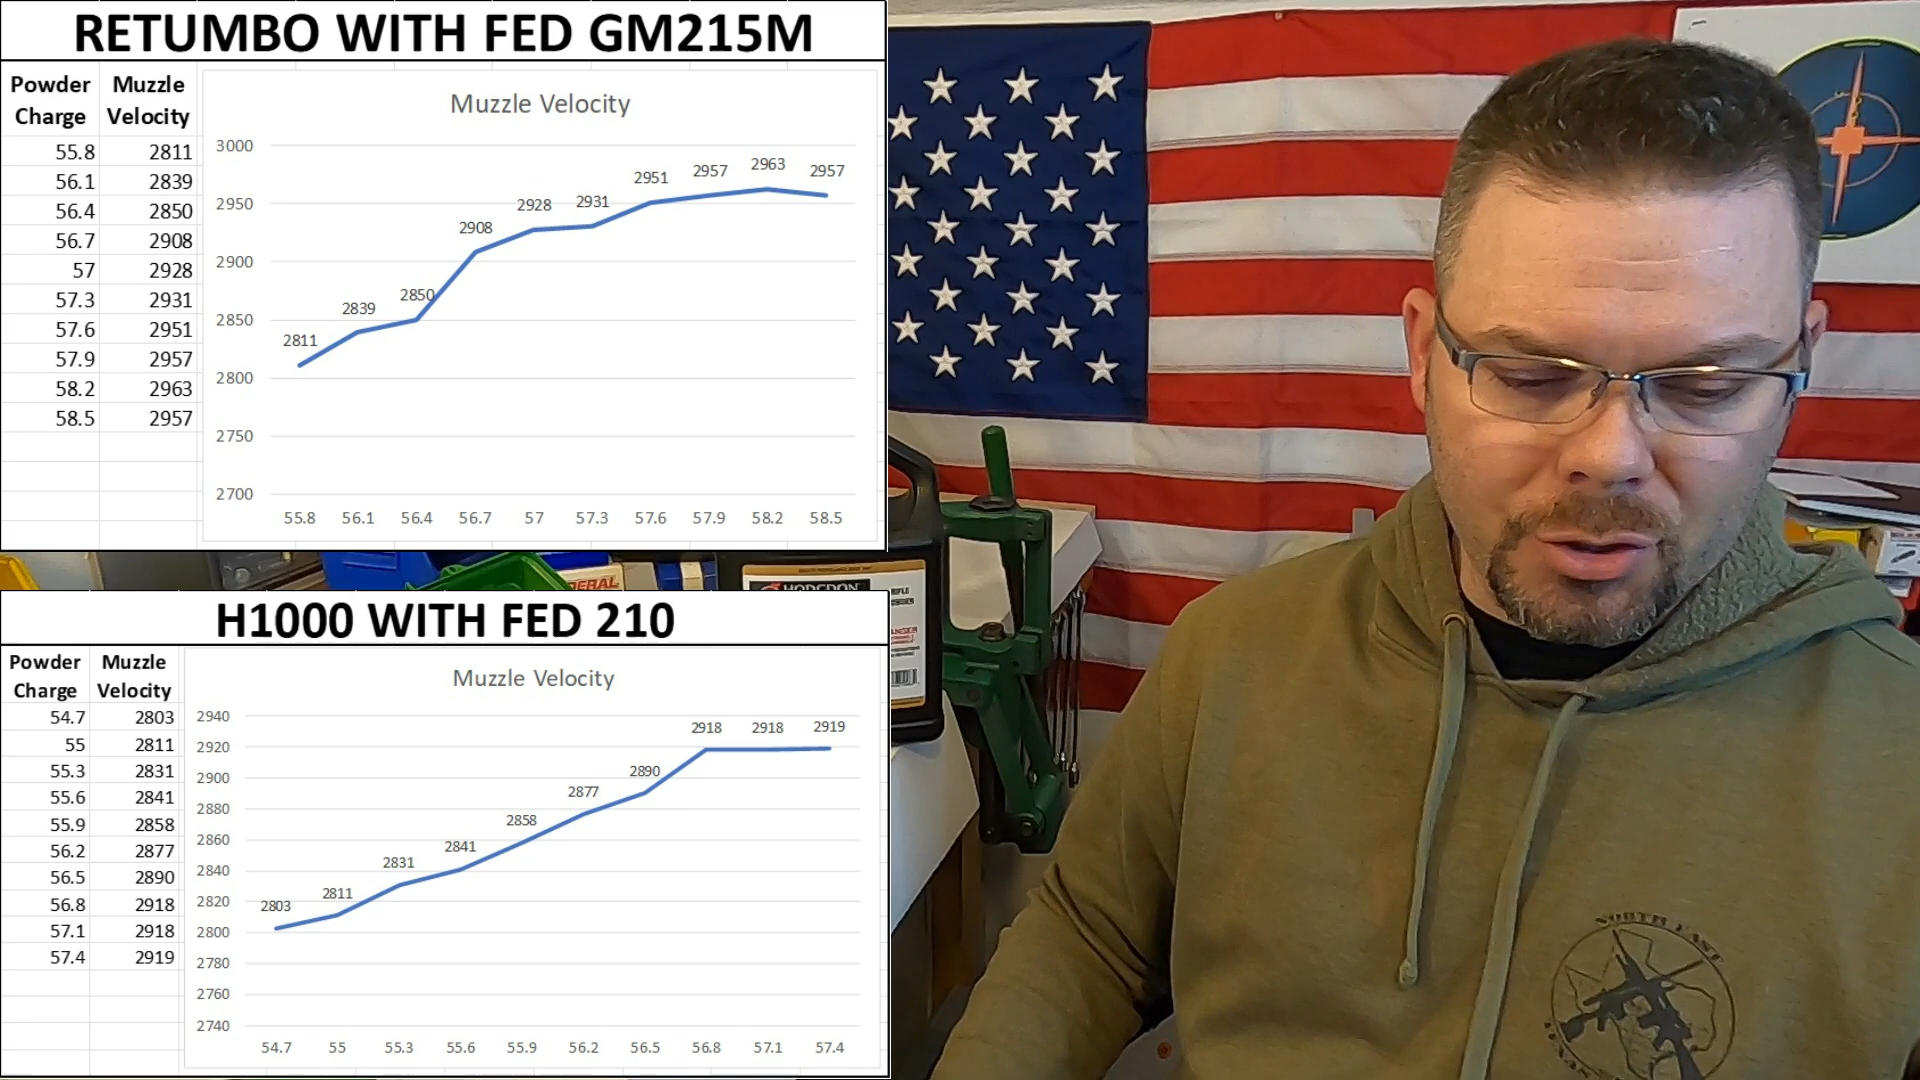 RETUMBO WITH FED GM215M
Powder Charge Muzzle Velocity
55.8 2811
56.1 2839
56.4 2850
56.7 2908
57 2928
57.3 2931
57.6 2951
57.9 2957
58.2 2963
58.5 2957
Muzzle Velocity
3000
2950
2900
2850
2800
2750
2700
2811 2839 2850 2908 2928 2931 2951 2957 2963 2957
55.8 56.1 56.4 56.7 57 57.3 57.6 57.9 58.2 58.5
ERAL
HODGDON
RIFLE
H1000 WITH FED 210
Powder Charge Muzzle Velocity
54.7 2803
55 2811
55.3 2831
55.6 2841
55.9 2858
56.2 2877
56.5 2890
56.8 2918
57.1 2918
57.4 2919
Muzzle Velocity
2940
2920
2900
2880
2860
2840
2820
2800
2780
2760
2740
2803 2811 2831 2841 2858 2877 2890 2918 2918 2919
54.7 55 55.3 55.6 55.9 56.2 56.5 56.8 57.1 57.4
NORTH EAST